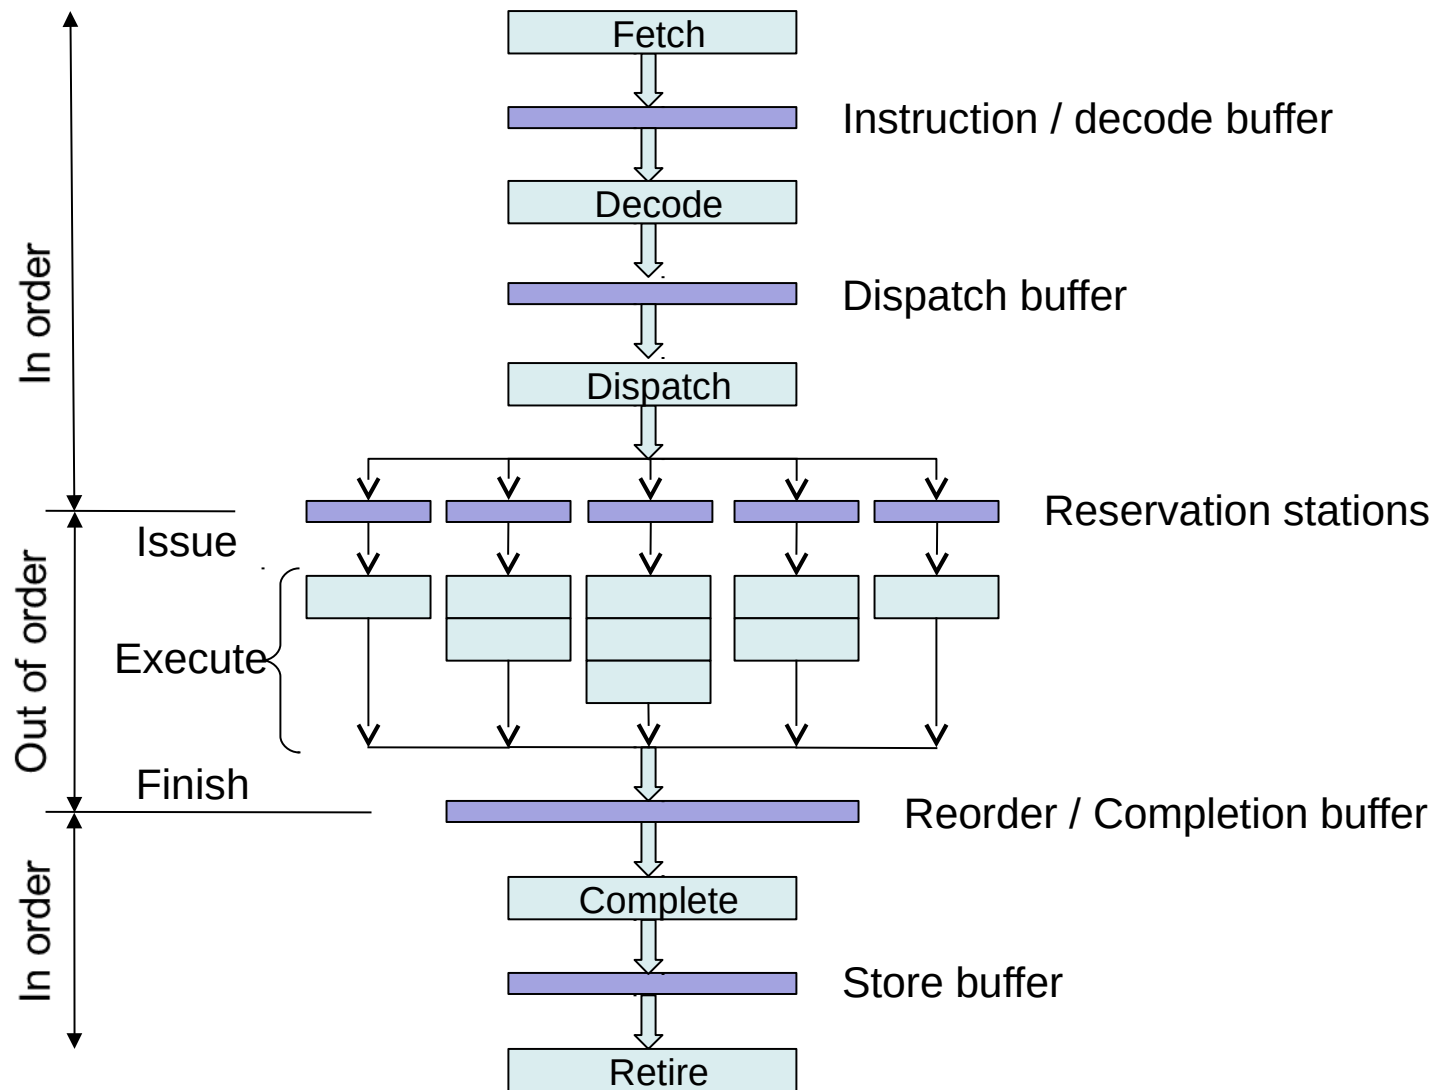 Fetch
Instruction / decode buffer
Decode
In order
Dispatch buffer
Dispatch
Reservation stations
Issue
Out of order
Execute
Finish
Reorder / Completion buffer
Complete
In order
Store buffer
Retire